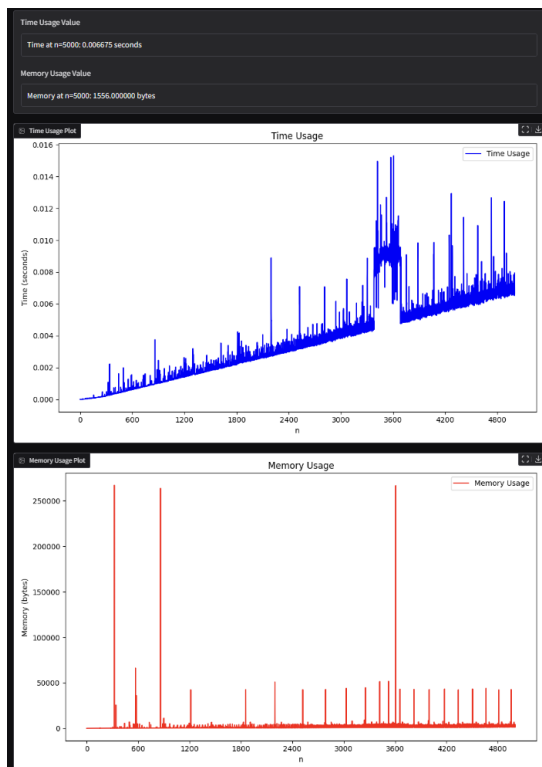 Time Usage Value
Time at n=5000: 0.006675 seconds
Memory Usage Value
Memory at n=5000: 1556.000000 bytes
Time Usage Plot
Time Usage
Time Usage
0.016
0.014
0.012
0.010
0.008
0.006
0.004
0.002
0.000
Time (seconds)
0 600 1200 1800 2400 3000 3600 4200 4800
n
Memory Usage Plot
Memory Usage
Memory Usage
250000
200000
150000
100000
50000
0
Memory (bytes)
0 600 1200 1800 2400 3000 3600 4200 4800
n